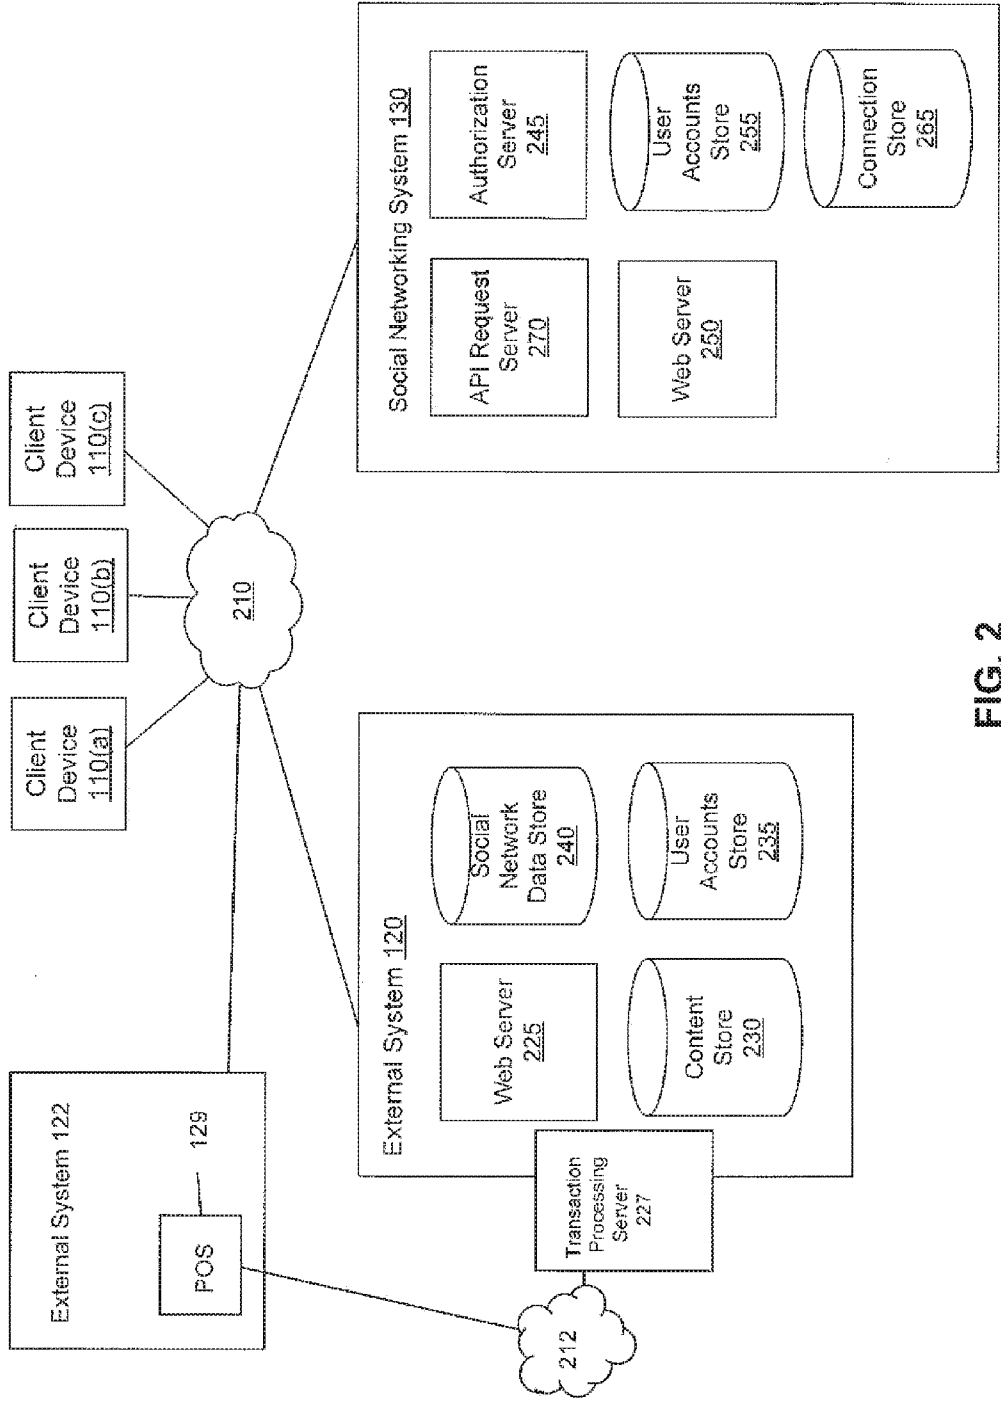 Client
Device
110(a)
Client
Device
110(b)
Client
Device
110(c)
210
External System 122
POS
129
212
Transaction
Processing
Server
227
External System 120
Web Server
225
Social
Network
Data Store
240
Content
Store
230
User
Accounts
Store
235
Social Networking System 130
API Request
Server
270
Authorization
Server
245
Web Server
250
User
Accounts
Store
255
Connection
Store
265
FIG. 2